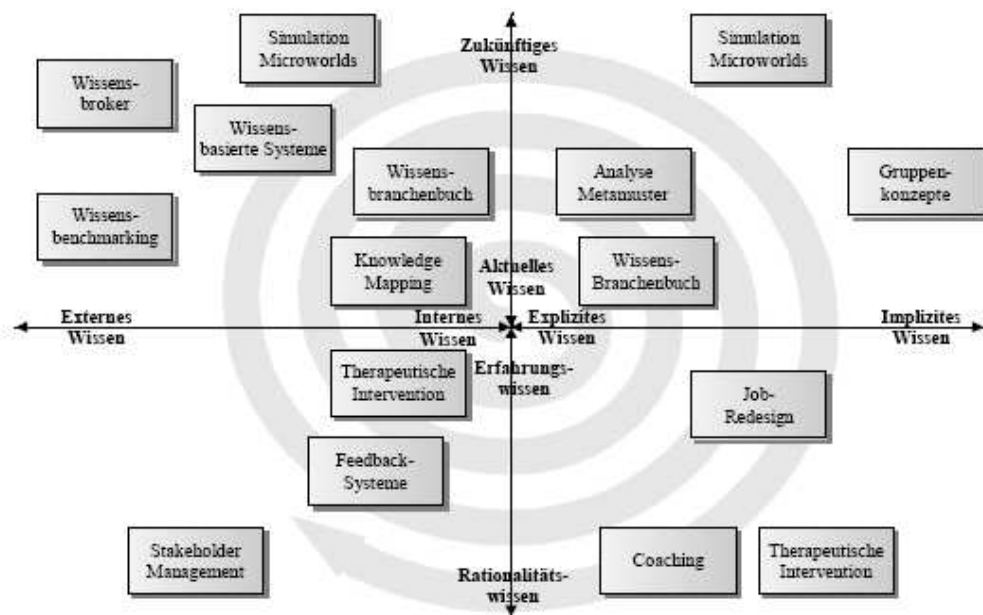 Simulation
Microworlds
Zukünftiges
Wissen
Simulation
Microworlds
Wissens-
broker
Wissens-
basierte Systeme
Wissens-
branchenbuch
Analyse
Metamuster
Gruppen-
konzepte
Wissens-
benchmarking
Knowledge
Mapping
Aktuelles
Wissen
Wissens-
Branchenbuch
Externes
Wissen
Internes
Wissen
Explizites
Wissen
Implizites
Wissen
Therapeutische
Intervention
Erfahrungs-
wissen
Job-
Redesign
Feedback-
Systeme
Stakeholder
Management
Rationalitäts-
wissen
Coaching
Therapeutische
Intervention